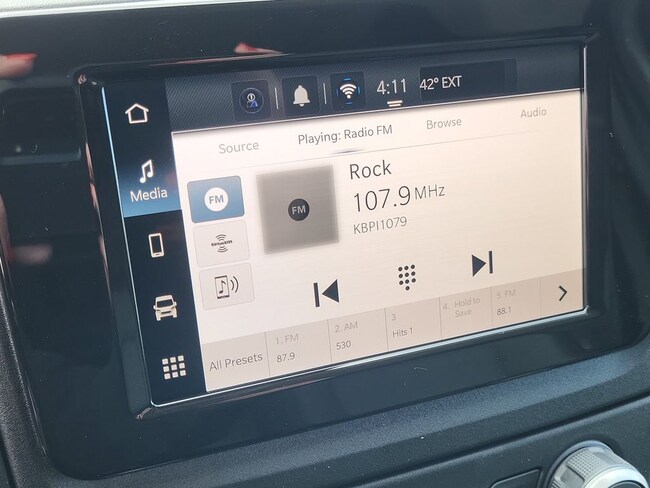 4:11 42° EXT
Source Playing: Radio FM Browse Audio
Media
FM
FM
Rock
107.9 MHz
KBPI1079
SiriusXM
All Presets
1. FM
87.9
2. AM
530
3
Hits 1
4. Hold to
Save
5. FM
88.1